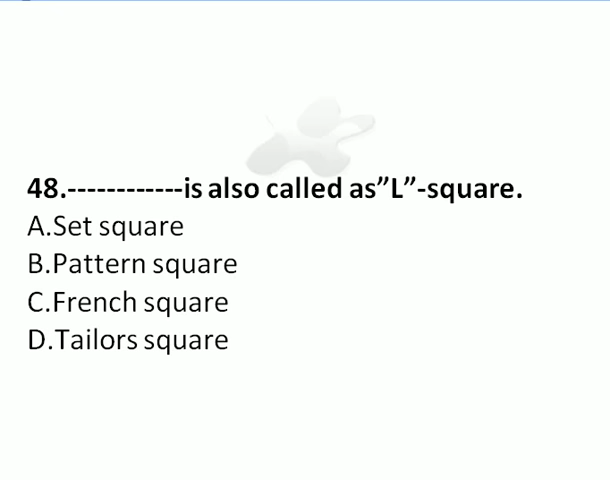 48.------------is also called as”L”-square.
A.Set square
B.Pattern square
C.French square
D.Tailors square